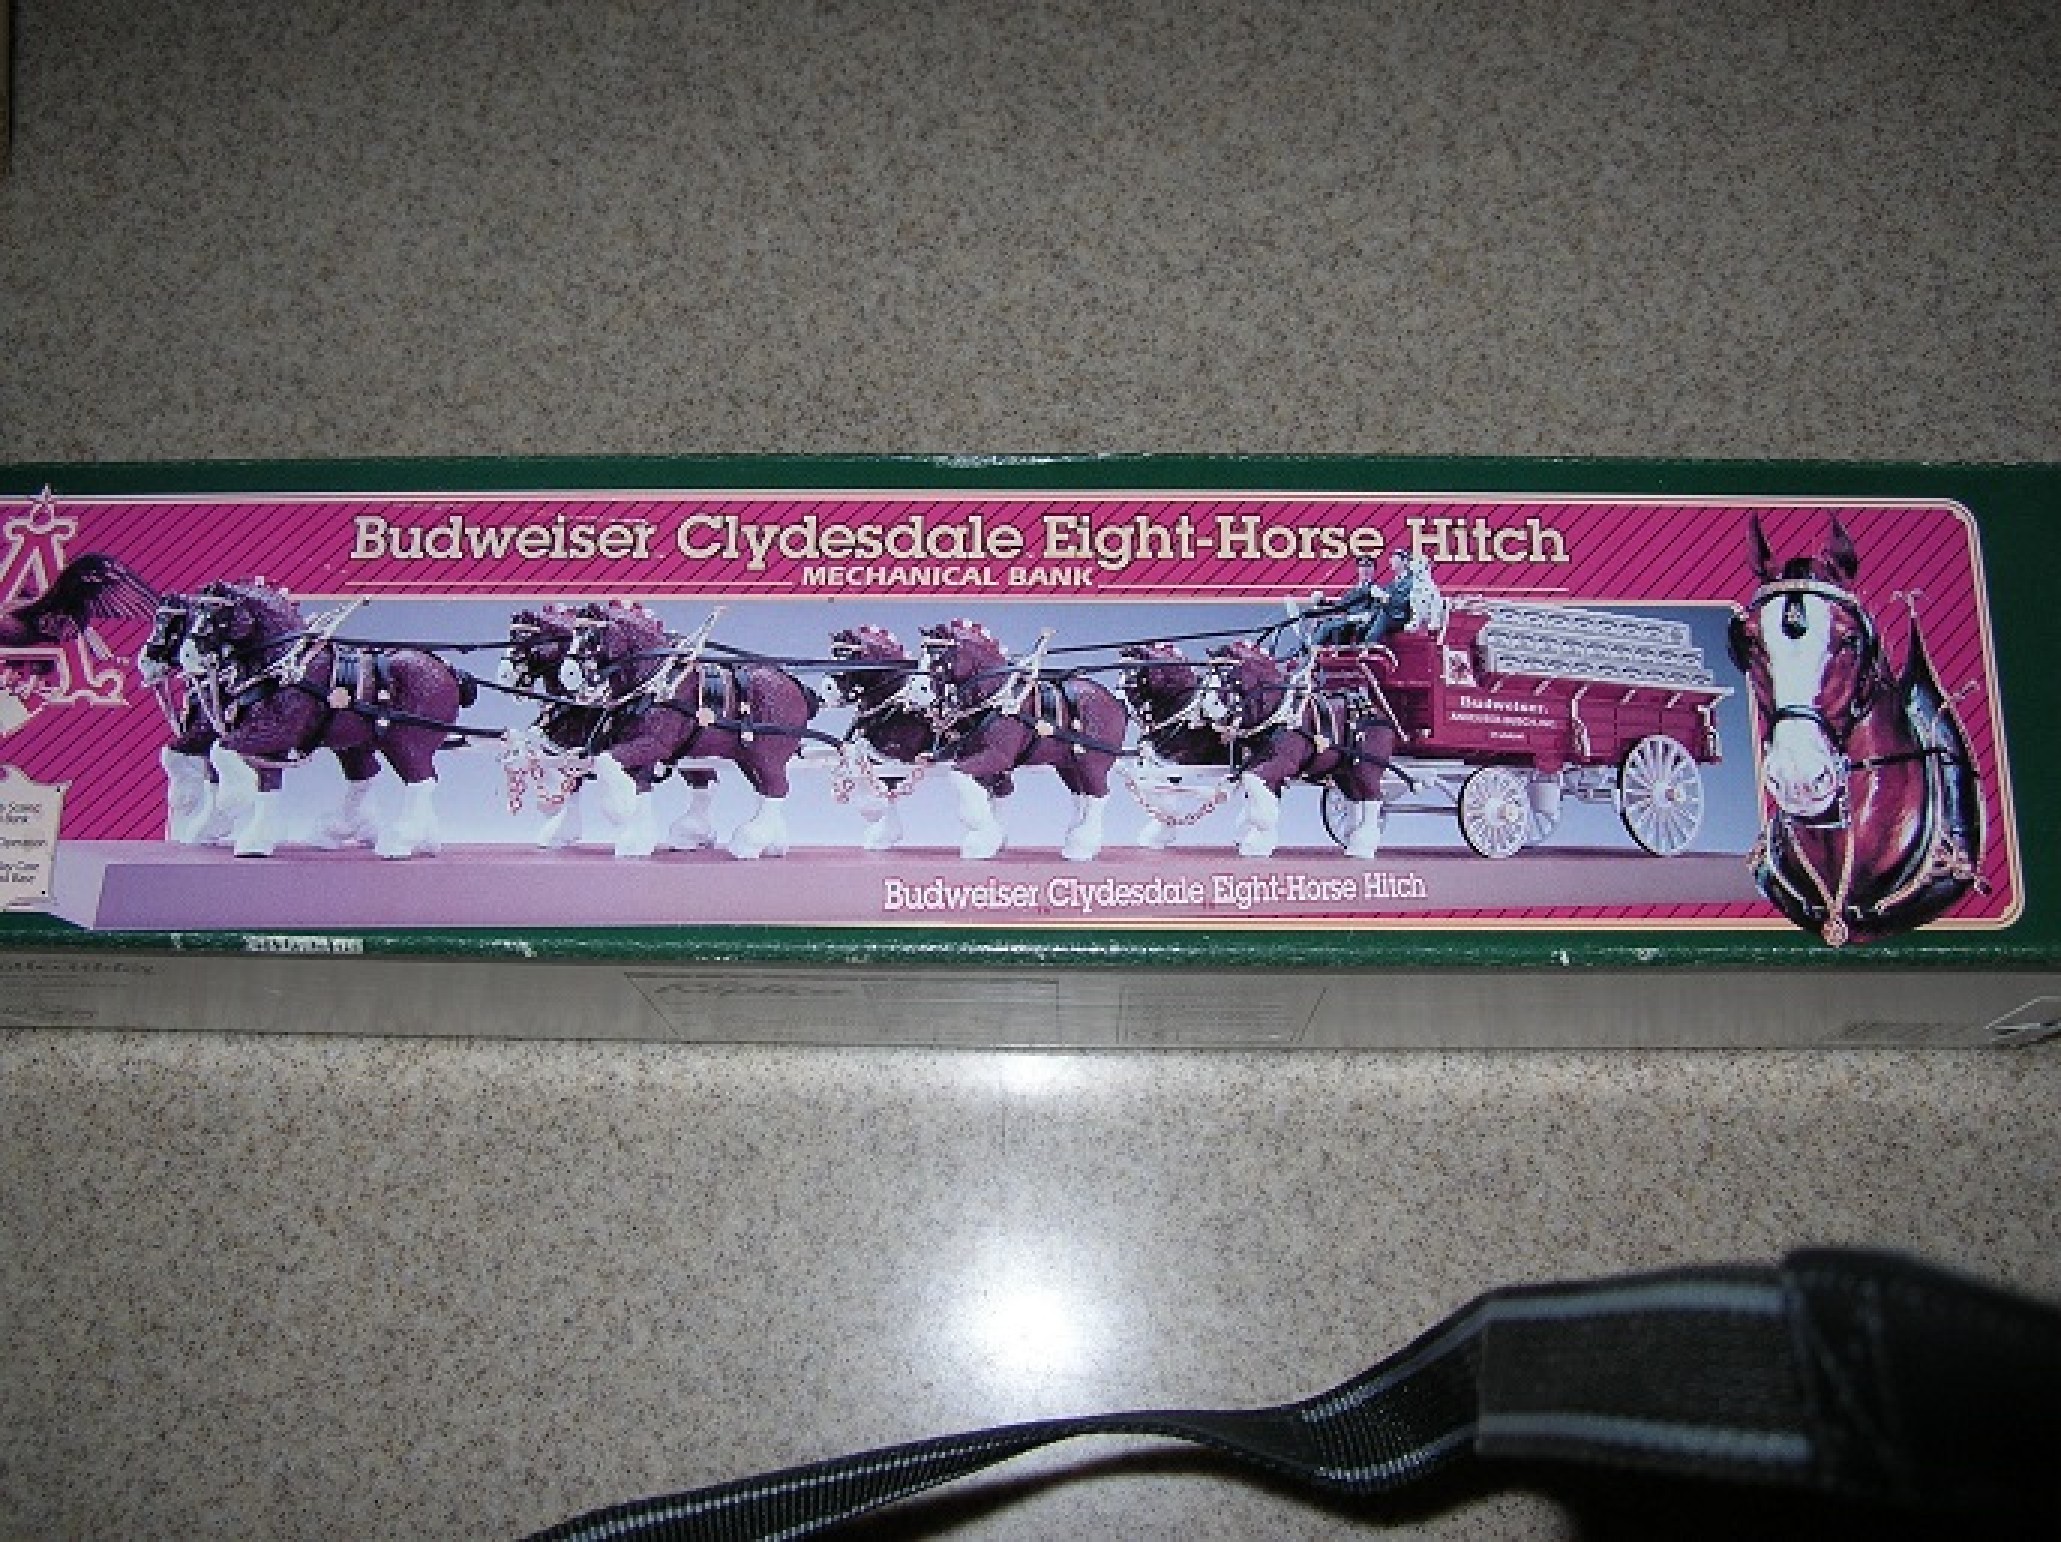 Budweiser Clydesdale Eight-Horse Hitch
MECHANICAL BANK
Budweiser.
Budweiser Clydesdale Eight-Horse Hitch